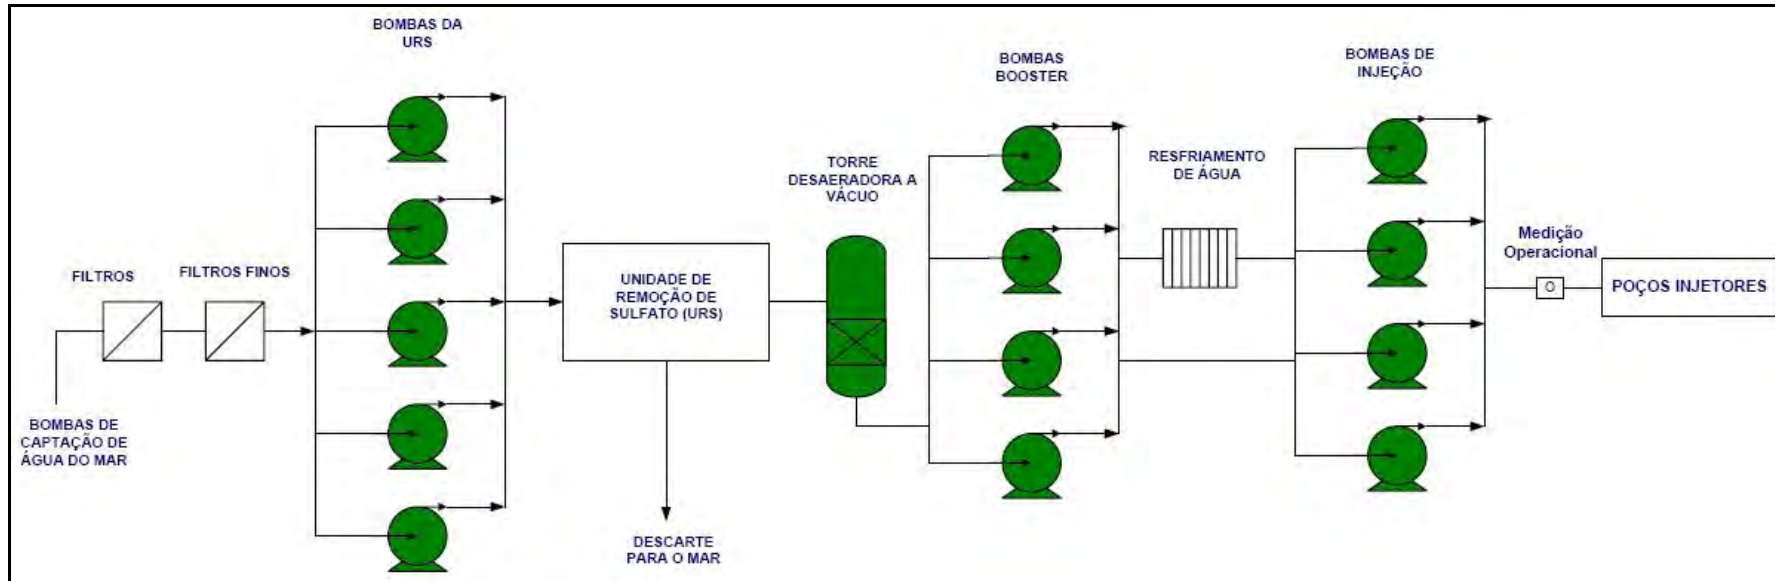 BOMBAS DA
URS
BOMBAS
BOOSTER
BOMBAS DE
INJEÇÃO
TORRE
DESAERADORA A
VÁCUO
RESFRIAMENTO
DE ÁGUA
Medição
Operacional
FILTROS
FILTROS FINOS
UNIDADE DE
REMOÇÃO DE
SULFATO (URS)
O
POÇOS INJETORES
BOMBAS DE
CAPTAÇÃO DE
ÁGUA DO MAR
DESCARTE
PARA O MAR